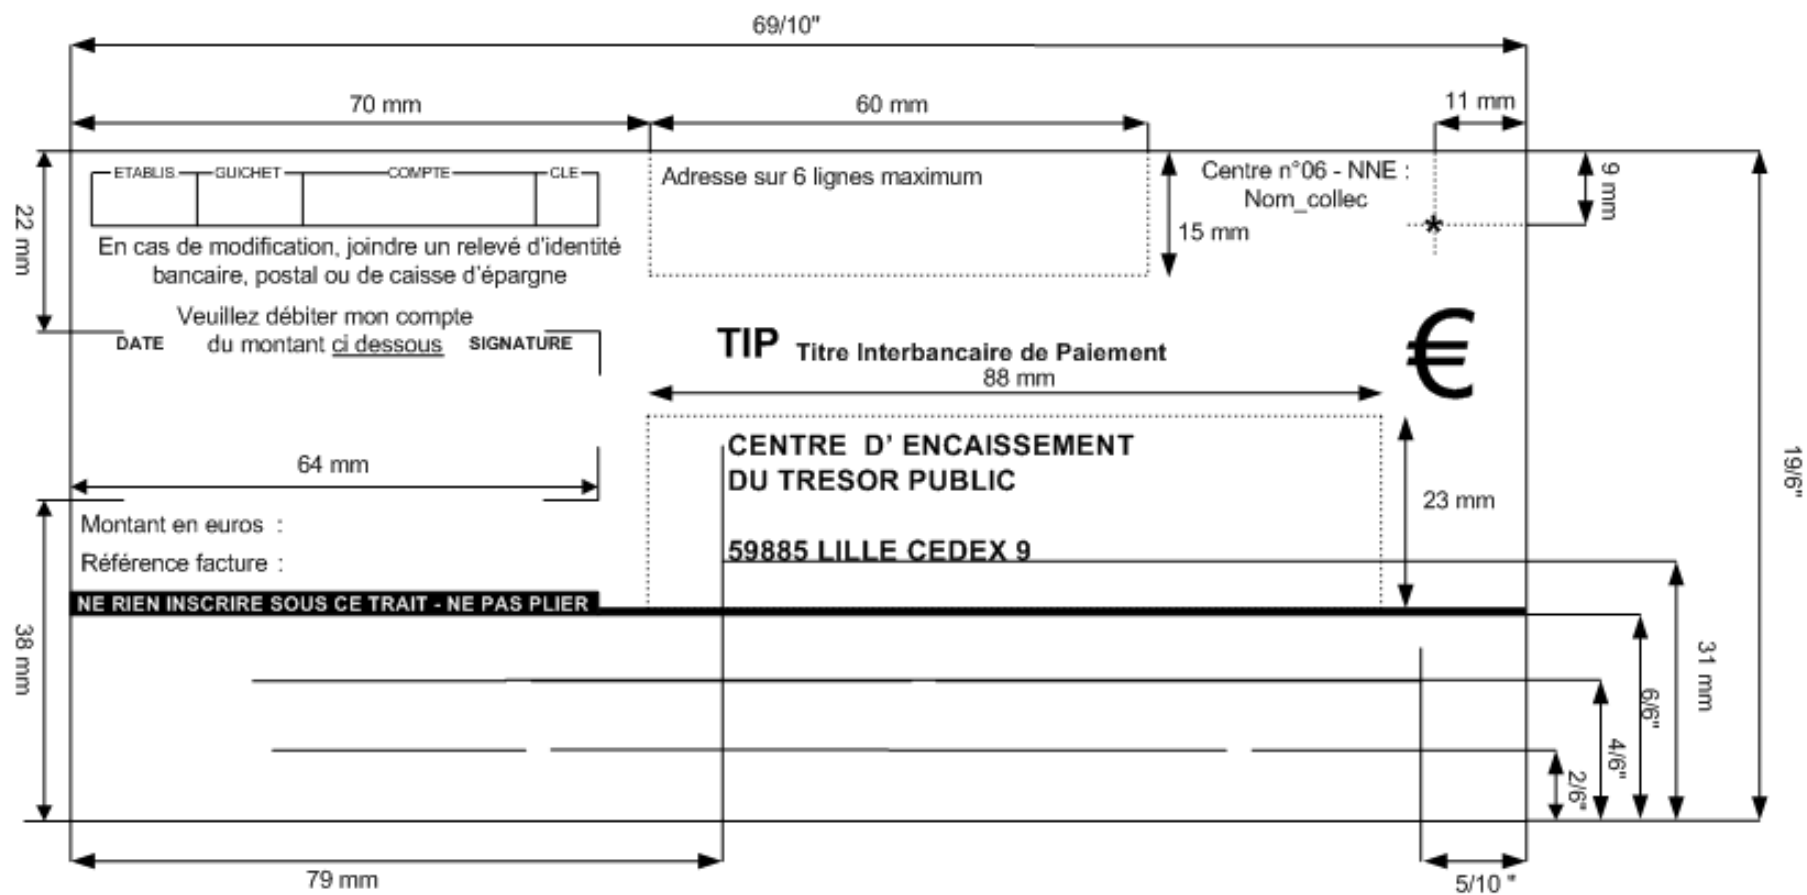 69/10"
70 mm
60 mm
11 mm
ETABLIS. GUICHET COMPTE CLE
Adresse sur 6 lignes maximum
Centre n°06 - NNE :
Nom_collec
*
9 mm
22 mm
15 mm
En cas de modification, joindre un relevé d'identité
bancaire, postal ou de caisse d'épargne
Veuillez débiter mon compte
DATE du montant ci dessous SIGNATURE
TIP Titre Interbancaire de Paiement
€
88 mm
CENTRE D' ENCAISSEMENT
DU TRESOR PUBLIC
59885 LILLE CEDEX 9
23 mm
19/6"
64 mm
Montant en euros :
Référence facture :
NE RIEN INSCRIRE SOUS CE TRAIT - NE PAS PLIER
38 mm
31 mm
6/6"
4/6"
2/6"
79 mm
5/10 "